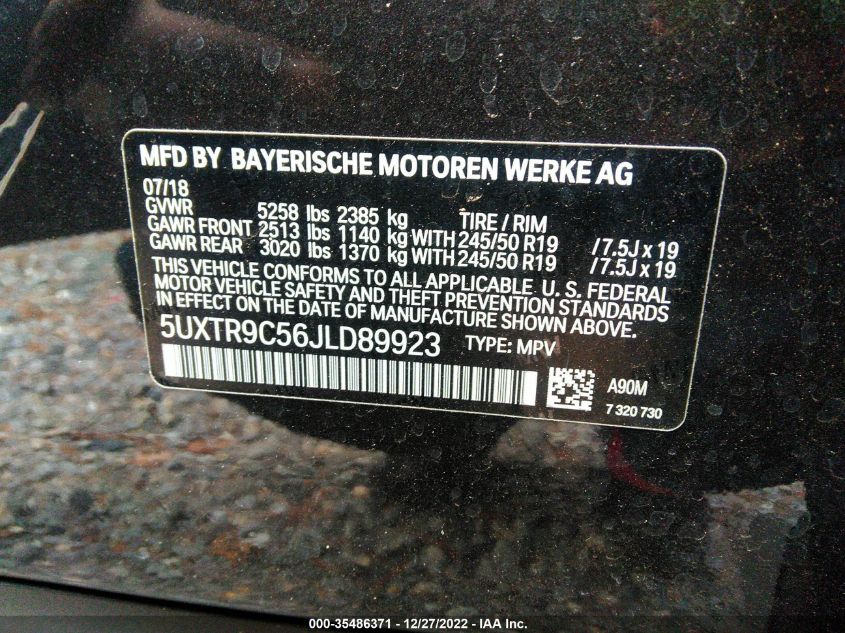 MFD BY BAYERISCHE MOTOREN WERKE AG
07/18
GVWR 5258 lbs 2385 kg TIRE / RIM
GAWR FRONT 2513 lbs 1140 kg WITH 245/50 R19 / 7.5J x 19
GAWR REAR 3020 lbs 1370 kg WITH 245/50 R19 / 7.5J x 19
THIS VEHICLE CONFORMS TO ALL APPLICABLE U. S. FEDERAL
MOTOR VEHICLE SAFETY AND THEFT PREVENTION STANDARDS
IN EFFECT ON THE DATE OF MANUFACTURE SHOWN ABOVE.
5UXTR9C56JLD89923 TYPE: MPV
A90M
7 320 730
000-35486371 - 12/27/2022 - IAA Inc.